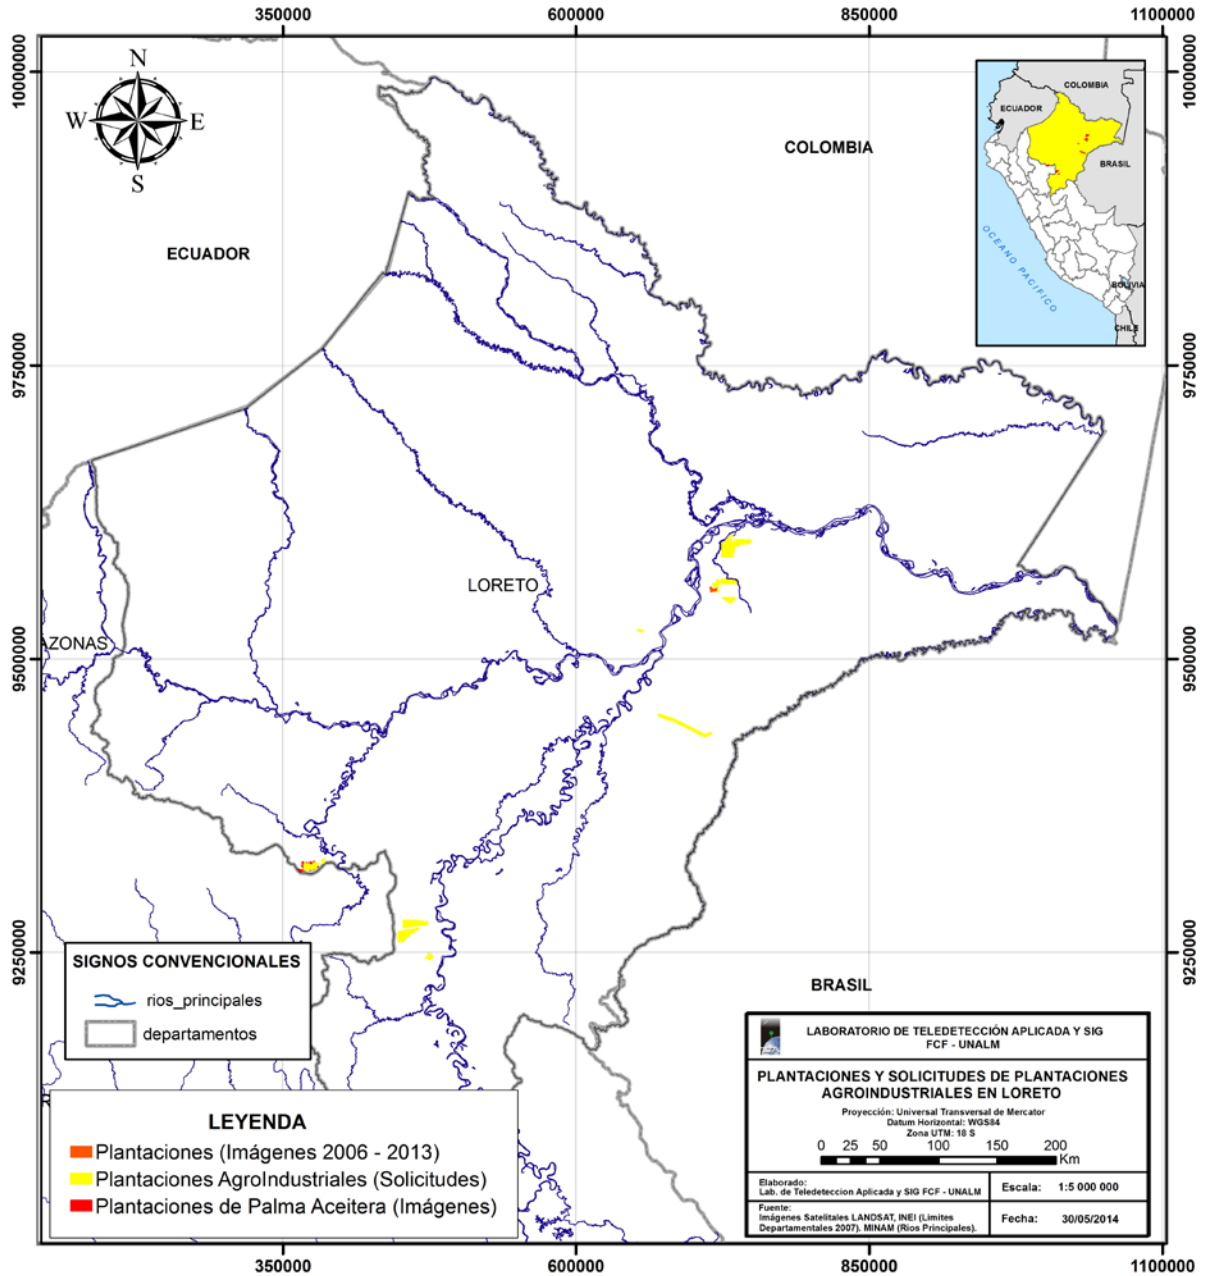 350000
600000
850000
1100000
10000000
10000000
N
W
E
S
COLOMBIA
ECUADOR
COLOMBIA
ECUADOR
BRASIL
OCEANO PACIFICO
BOLIVIA
CHILE
9750000
9750000
LORETO
AZONAS
9500000
9500000
9250000
9250000
BRASIL
SIGNOS CONVENCIONALES
rios_principales
departamentos
R
LEYENDA
Plantaciones (Imágenes 2006 - 2013)
Plantaciones AgroIndustriales (Solicitudes)
Plantaciones de Palma Aceitera (Imágenes)
LABORATORIO DE TELEDETECCIÓN APLICADA Y SIG
FCF - UNALM
PLANTACIONES Y SOLICITUDES DE PLANTACIONES
AGROINDUSTRIALES EN LORETO
Proyección: Universal Transversal de Mercator
Datum Horizontal: WGS84
Zona UTM: 18 S
0 25 50 100 150 200
Km
Elaborado:
Lab. de Teledeteccion Aplicada y SIG FCF - UNALM
Escala: 1:5 000 000
Fuente:
Imágenes Satelitales LANDSAT, INEI (Limites
Departamentales 2007). MINAM (Rios Principales).
Fecha: 30/05/2014
350000
600000
850000
1100000